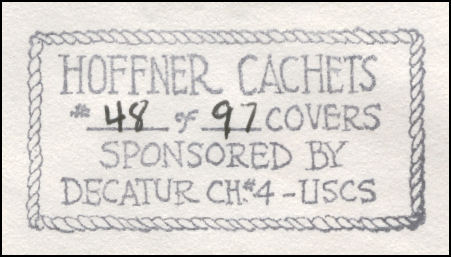 HOFFNER CACHETS
# 48 of 97 COVERS
SPONSORED BY
DECATUR CH.#4 - USCS